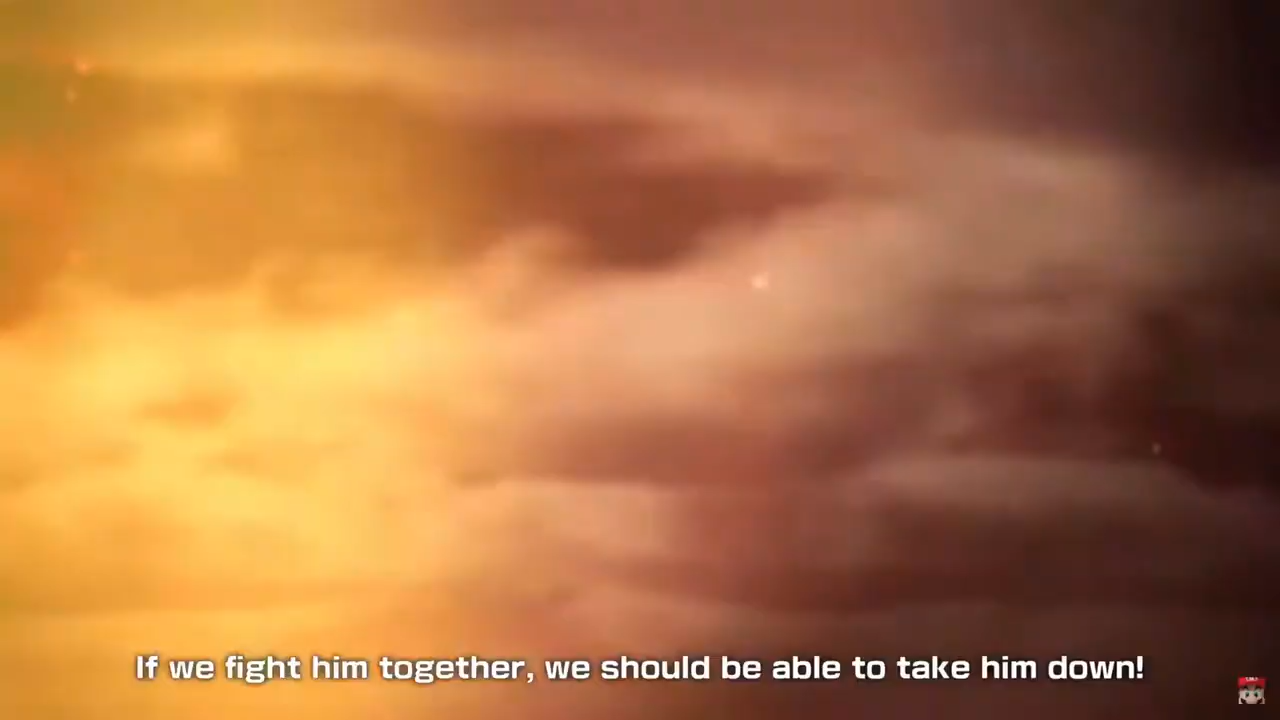 If we fight him together, we should be able to take him down!